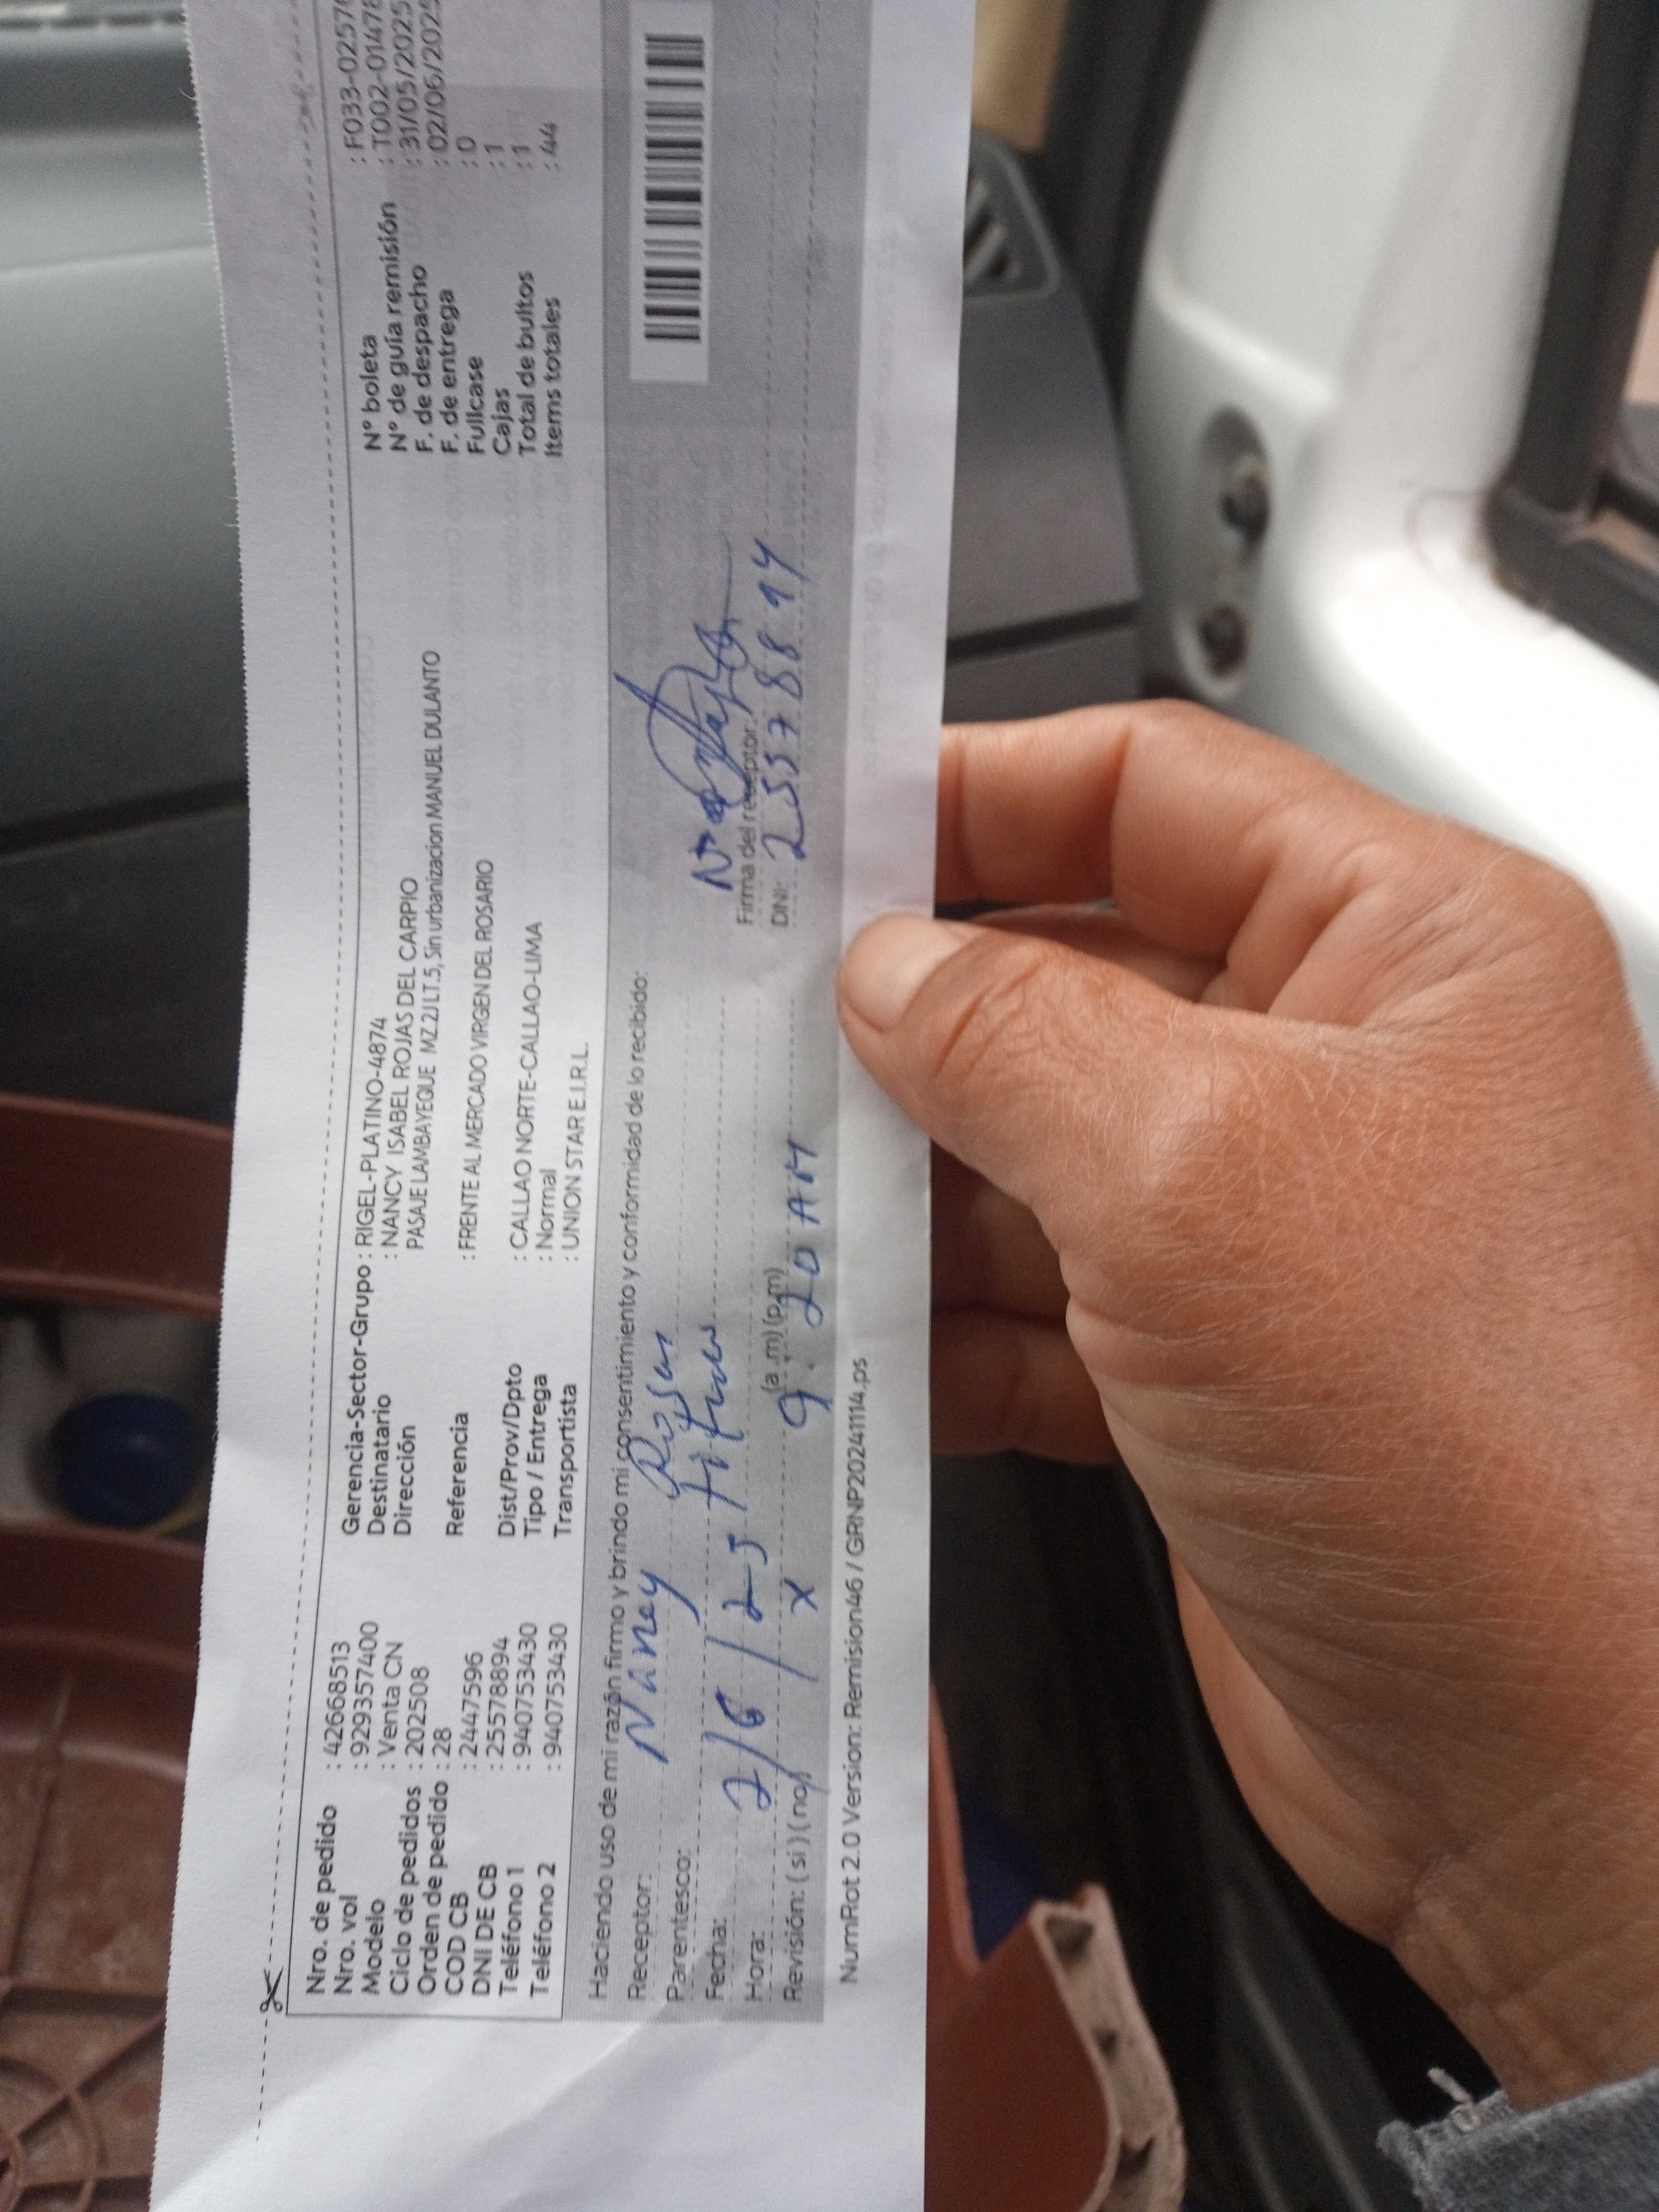 Nro. de pedido : 42668513
Nro. vol : 929357400
Modelo : Venta CN
Ciclo de pedidos : 202508
Orden de pedido : 28
COD CB : 2447596
DNI DE CB : 25578894
Teléfono 1 : 940753430
Teléfono 2 : 940753430
Gerencia-Sector-Grupo : RIGEL-PLATINO-4874
Destinatario : NANCY ISABEL ROJAS DEL CARPIO
Dirección PASAJE LAMBAYEQUE MZ.2J LT.5, Sin urbanizacion MANUEL DULANTO
Referencia : FRENTE AL MERCADO VIRGEN DEL ROSARIO
Dist/Prov/Dpto : CALLAO NORTE-CALLAO-LIMA
Tipo / Entrega : Normal
Transportista : UNION STAR E.I.R.L.
N° boleta : F033-02576
N° de guía remisión : T002-01478
F. de despacho : 31/05/2025
F. de entrega : 02/06/2025
Fullcase : 0
Cajas : 1
Total de bultos : 1
Items totales : 44
Haciendo uso de mi razón firmo y brindo mi consentimiento y conformidad de lo recibido:
Receptor: Nancy Rojas
Parentesco:
Fecha: 2/6/25
Hora: (a.m) (p.m) 9.20 AM
Revisión: (si) (no) X
Firma del receptor:
DNI: 25578894
NumRot 2.0 Version: Remision46 / GRNP20241114.ps